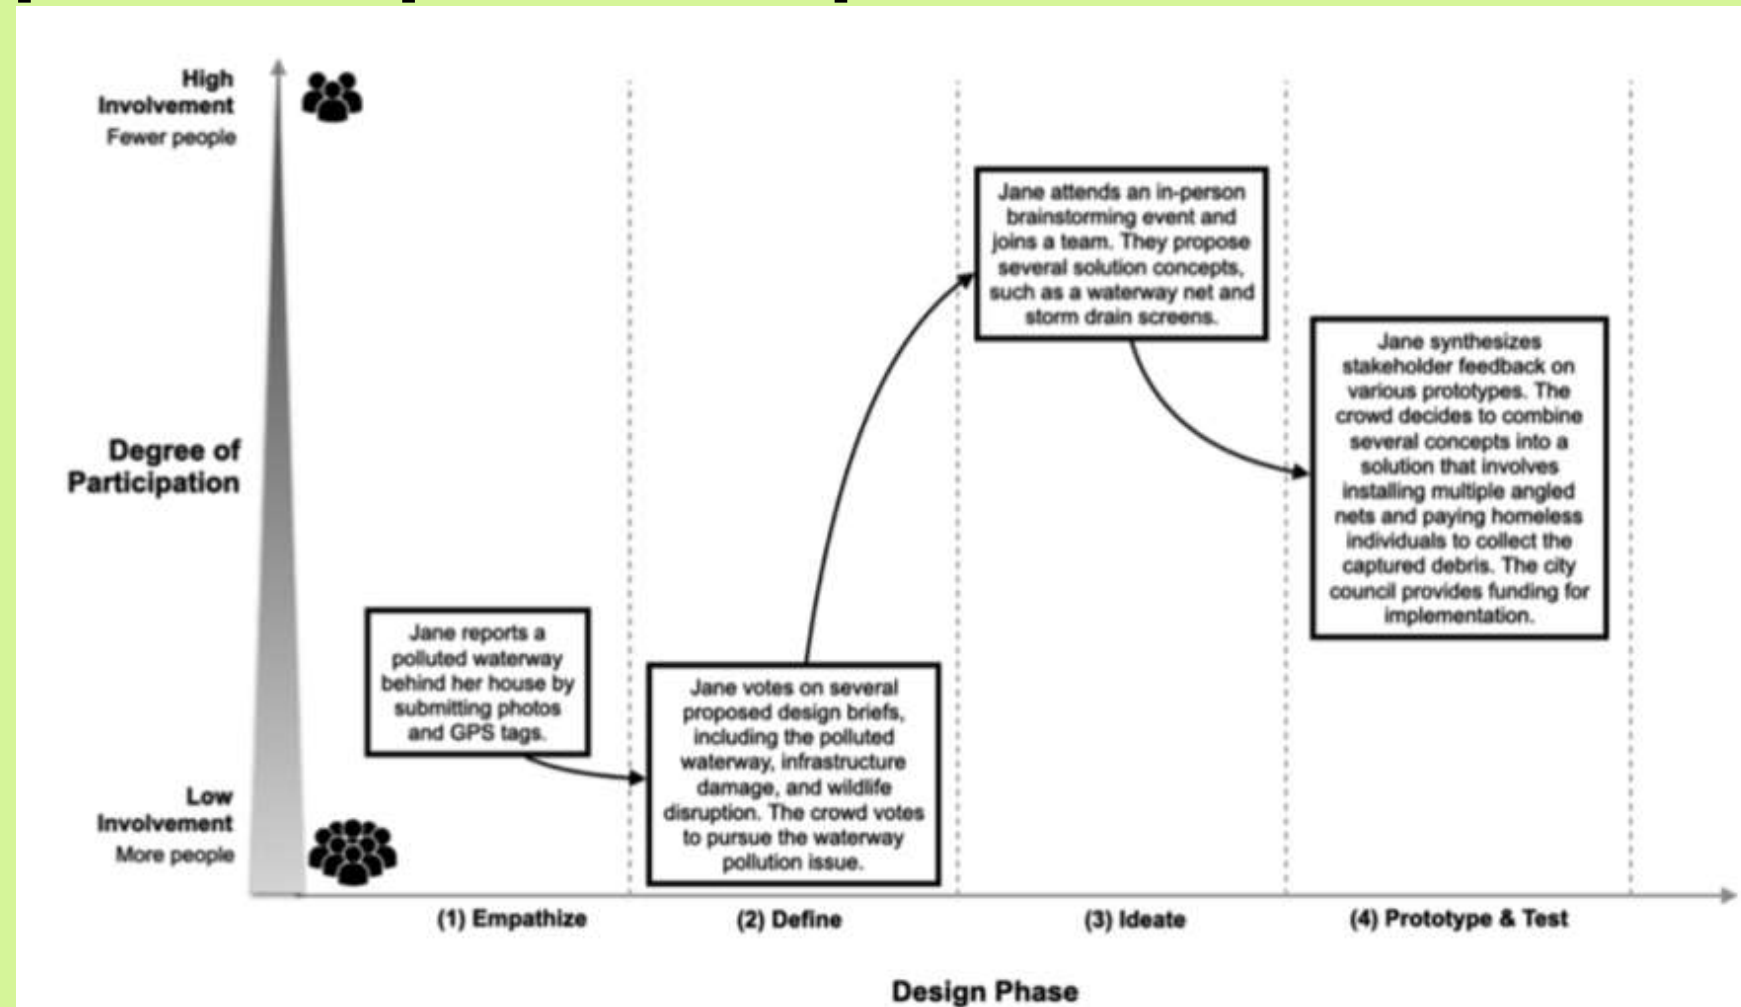 High
Involvement
Fewer people
Degree of
Participation
Low
Involvement
More people
Jane reports a
polluted waterway
behind her house by
submitting photos
and GPS tags.
Jane votes on several
proposed design briefs,
including the polluted
waterway, infrastructure
damage, and wildlife
disruption. The crowd votes
to pursue the waterway
pollution issue.
Jane attends an in-person
brainstorming event and
joins a team. They propose
several solution concepts,
such as a waterway net and
storm drain screens.
Jane synthesizes
stakeholder feedback on
various prototypes. The
crowd decides to combine
several concepts into a
solution that involves
installing multiple angled
nets and paying homeless
individuals to collect the
captured debris. The city
council provides funding for
implementation.
(1) Empathize
(2) Define
(3) Ideate
(4) Prototype & Test
Design Phase